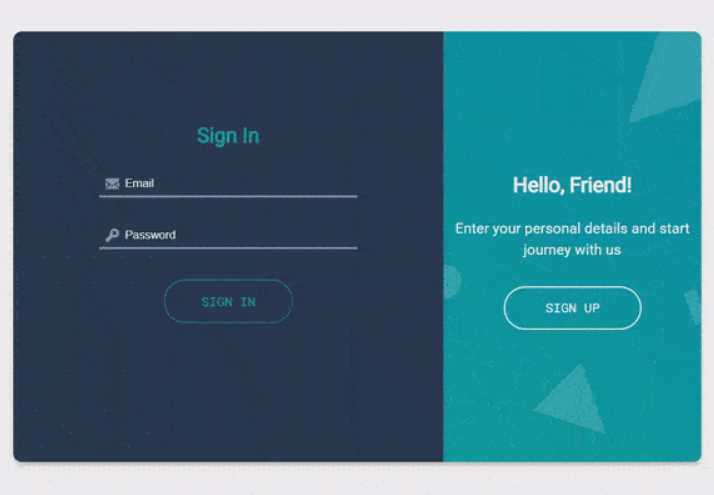 Sign In
Email
Password
SIGN IN
Hello, Friend!
Enter your personal details and start
journey with us
SIGN UP